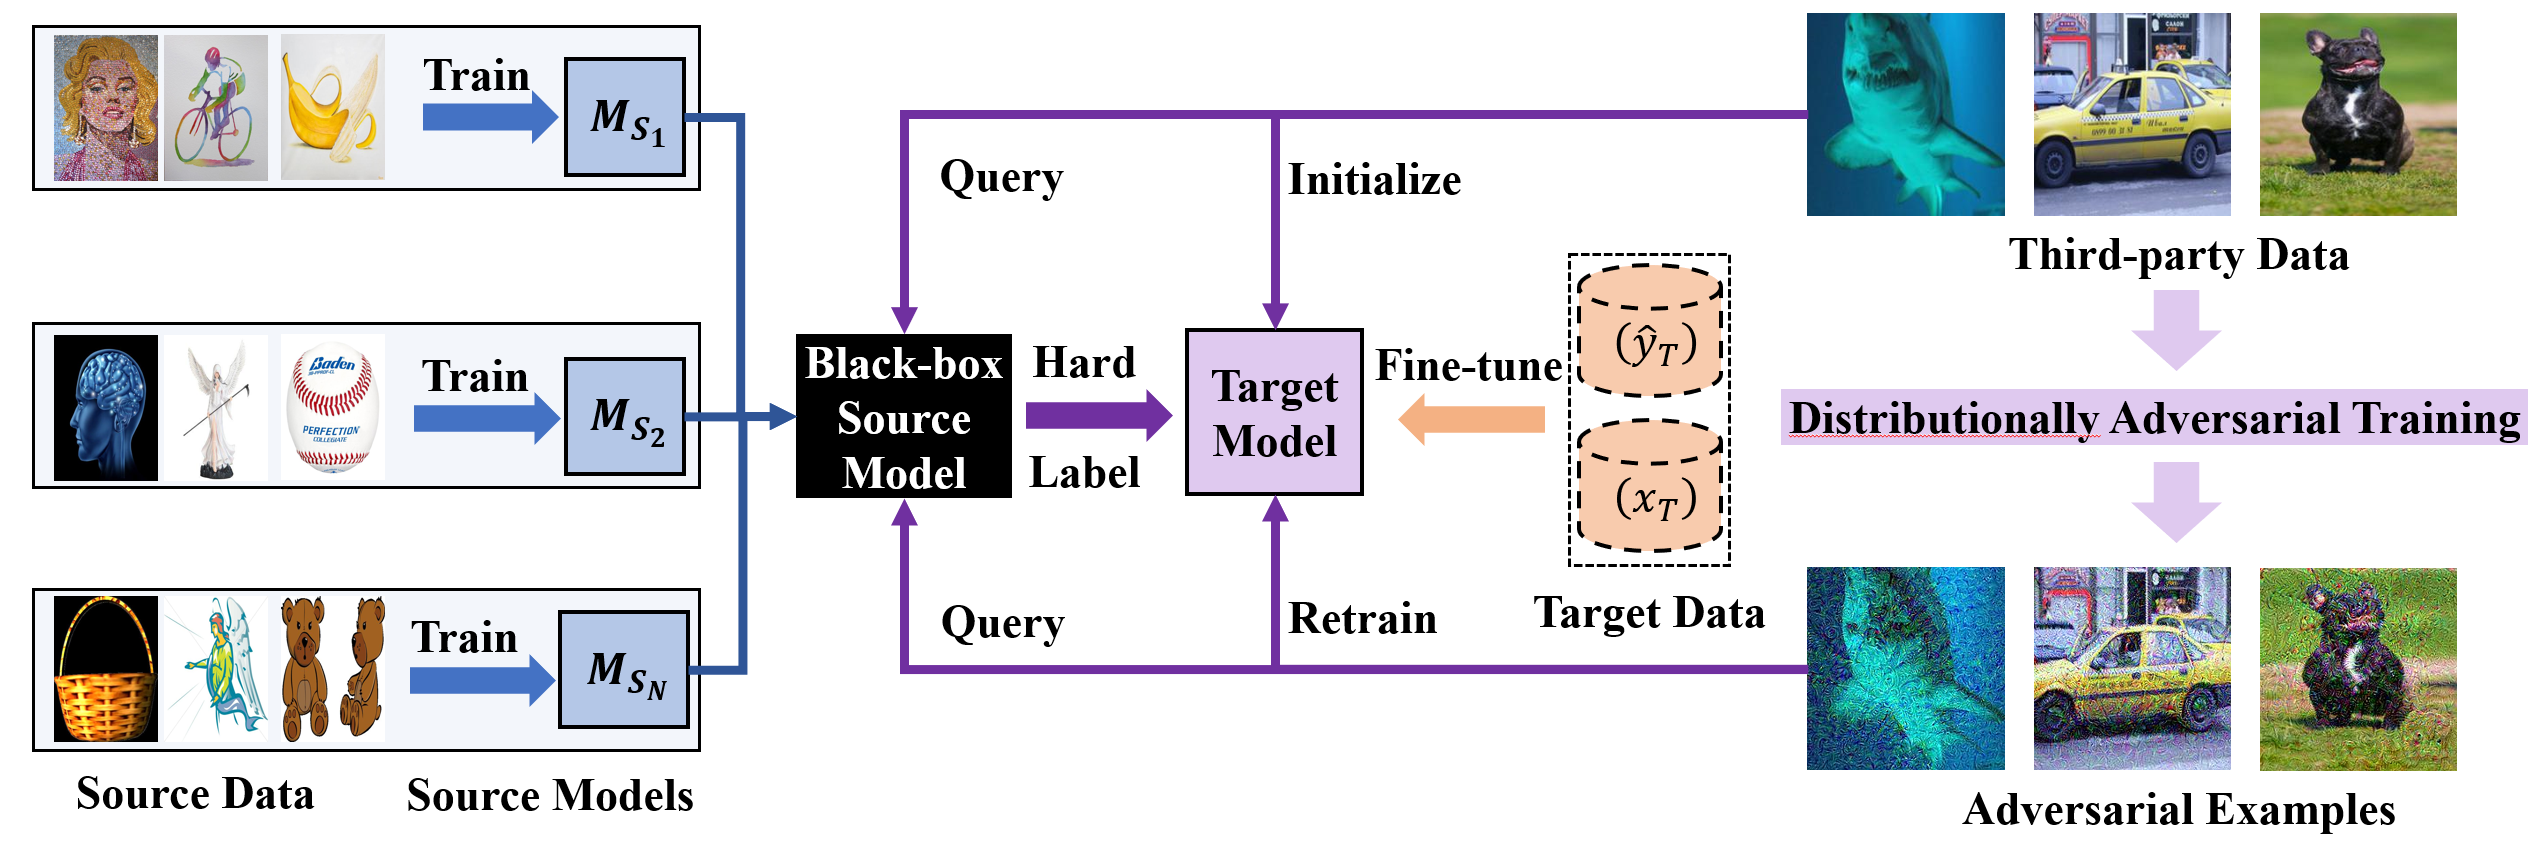 Train
M_{S_1}
Query
Initialize
Third-party Data
Baden
PERFECTION
COLLEGIATE
Train
M_{S_2}
Black-box
Source
Model
Hard
Label
Target
Model
Fine-tune
(ŷ_T)
(x_T)
Target Data
Distributionally Adversarial Training
Train
M_{S_N}
Query
Retrain
Source Data
Source Models
Adversarial Examples